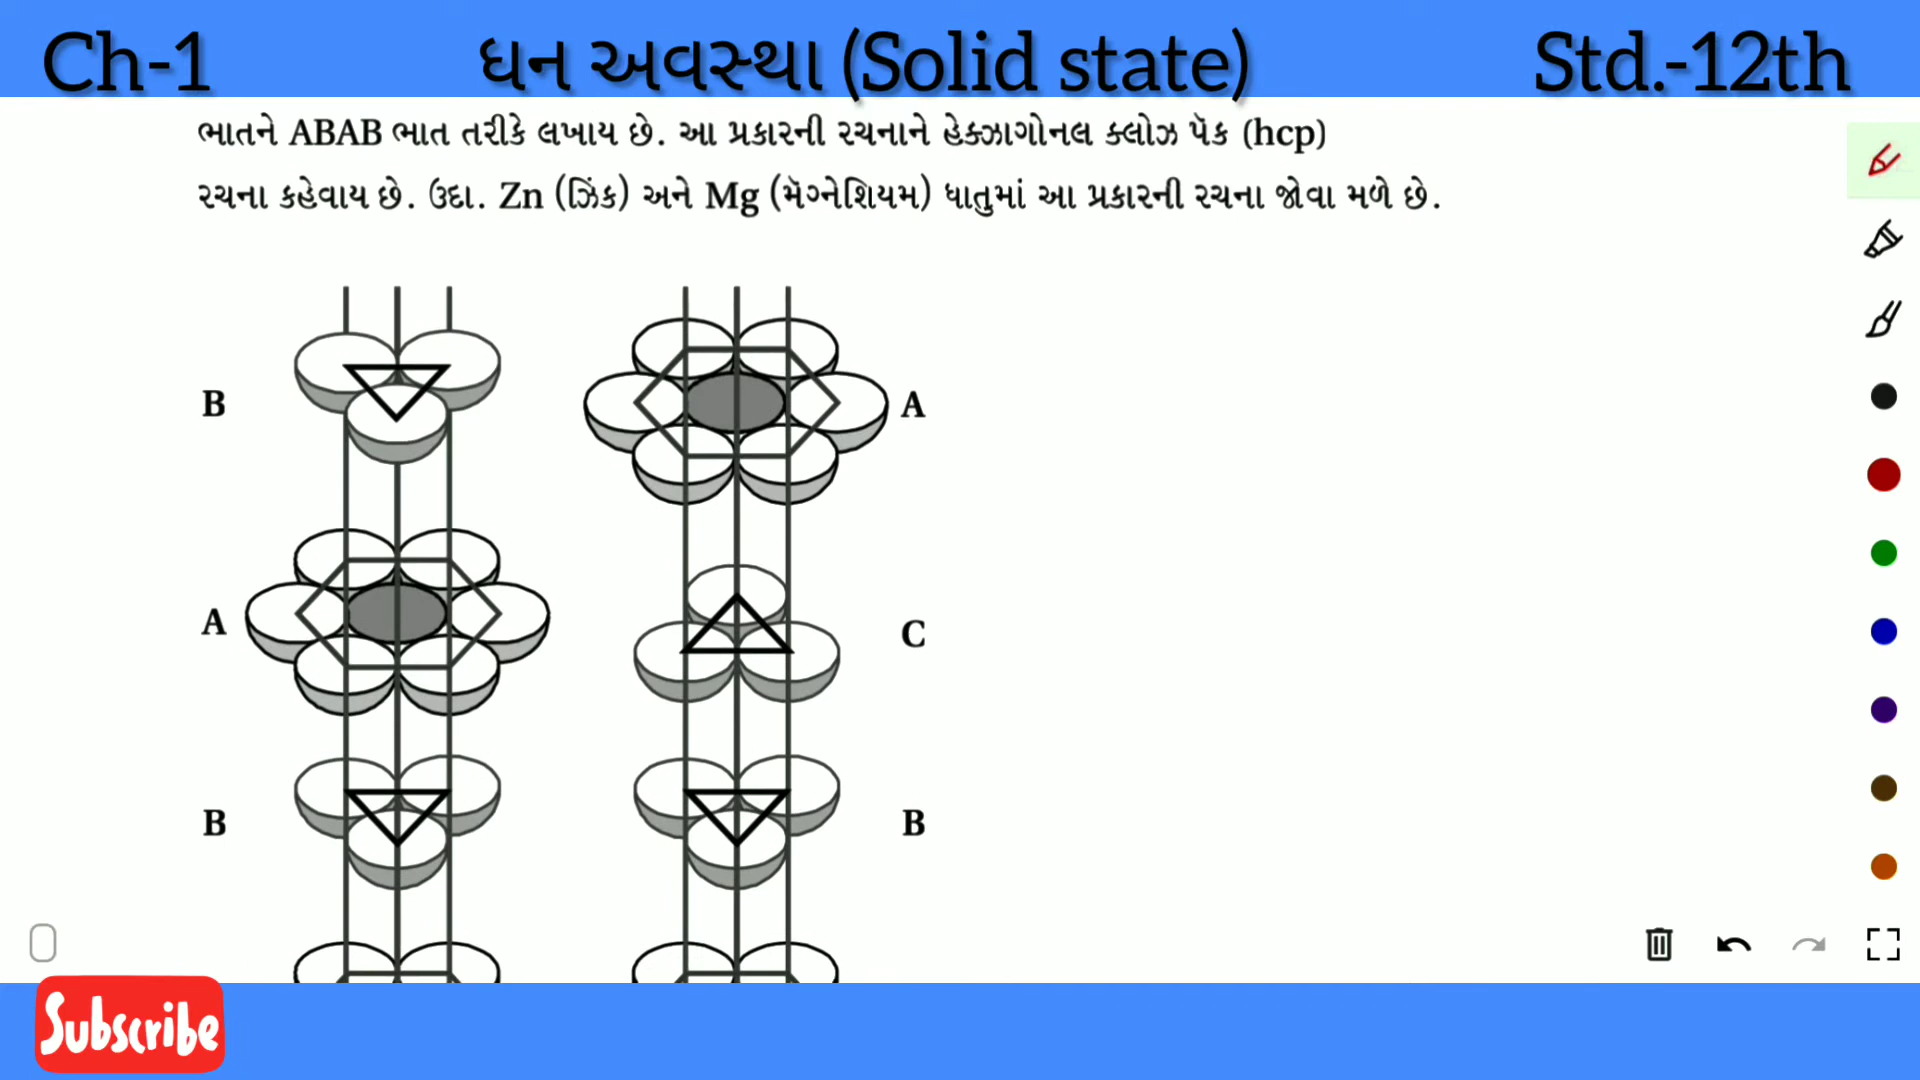 Ch-1 ઘન અવસ્થા (Solid state) Std.-12th
ભાતને ABAB ભાત તરીકે લખાય છે. આ પ્રકારની રચનાને હેક્ઝાગોનલ ક્લોઝ પૅક (hcp)
રચના કહેવાય છે. ઉદા. Zn (ઝિંક) અને Mg (મૅગ્નેશિયમ) ધાતુમાં આ પ્રકારની રચના જોવા મળે છે.
B A
A C
B B
Subscribe